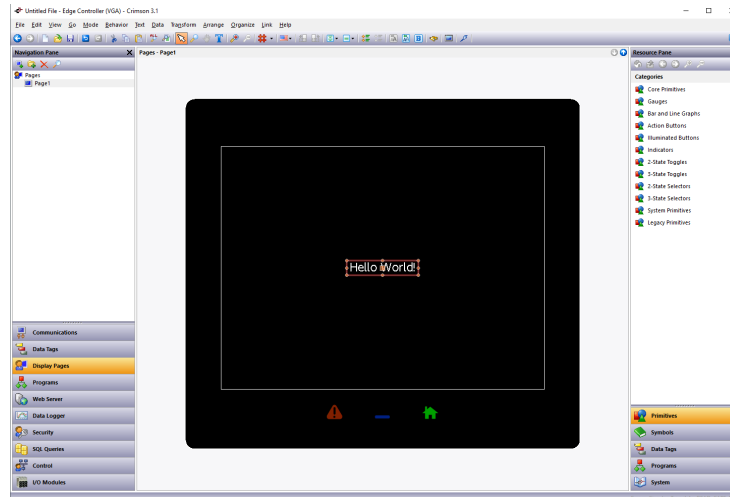 Untitled File - Edge Controller (VGA) - Crimson 3.1
File Edit View Go Mode Behavior Text Data Transform Arrange Organize Link Help
Navigation Pane
Pages - Page1
Resource Pane
Pages
Page1
Categories
Core Primitives
Gauges
Bar and Line Graphs
Action Buttons
Illuminated Buttons
Indicators
2-State Toggles
3-State Toggles
2-State Selectors
3-State Selectors
System Primitives
Legacy Primitives
Hello World!
Communications
Data Tags
Display Pages
Programs
Web Server
Data Logger
Security
SQL Queries
Control
I/O Modules
Primitives
Symbols
Data Tags
Programs
System